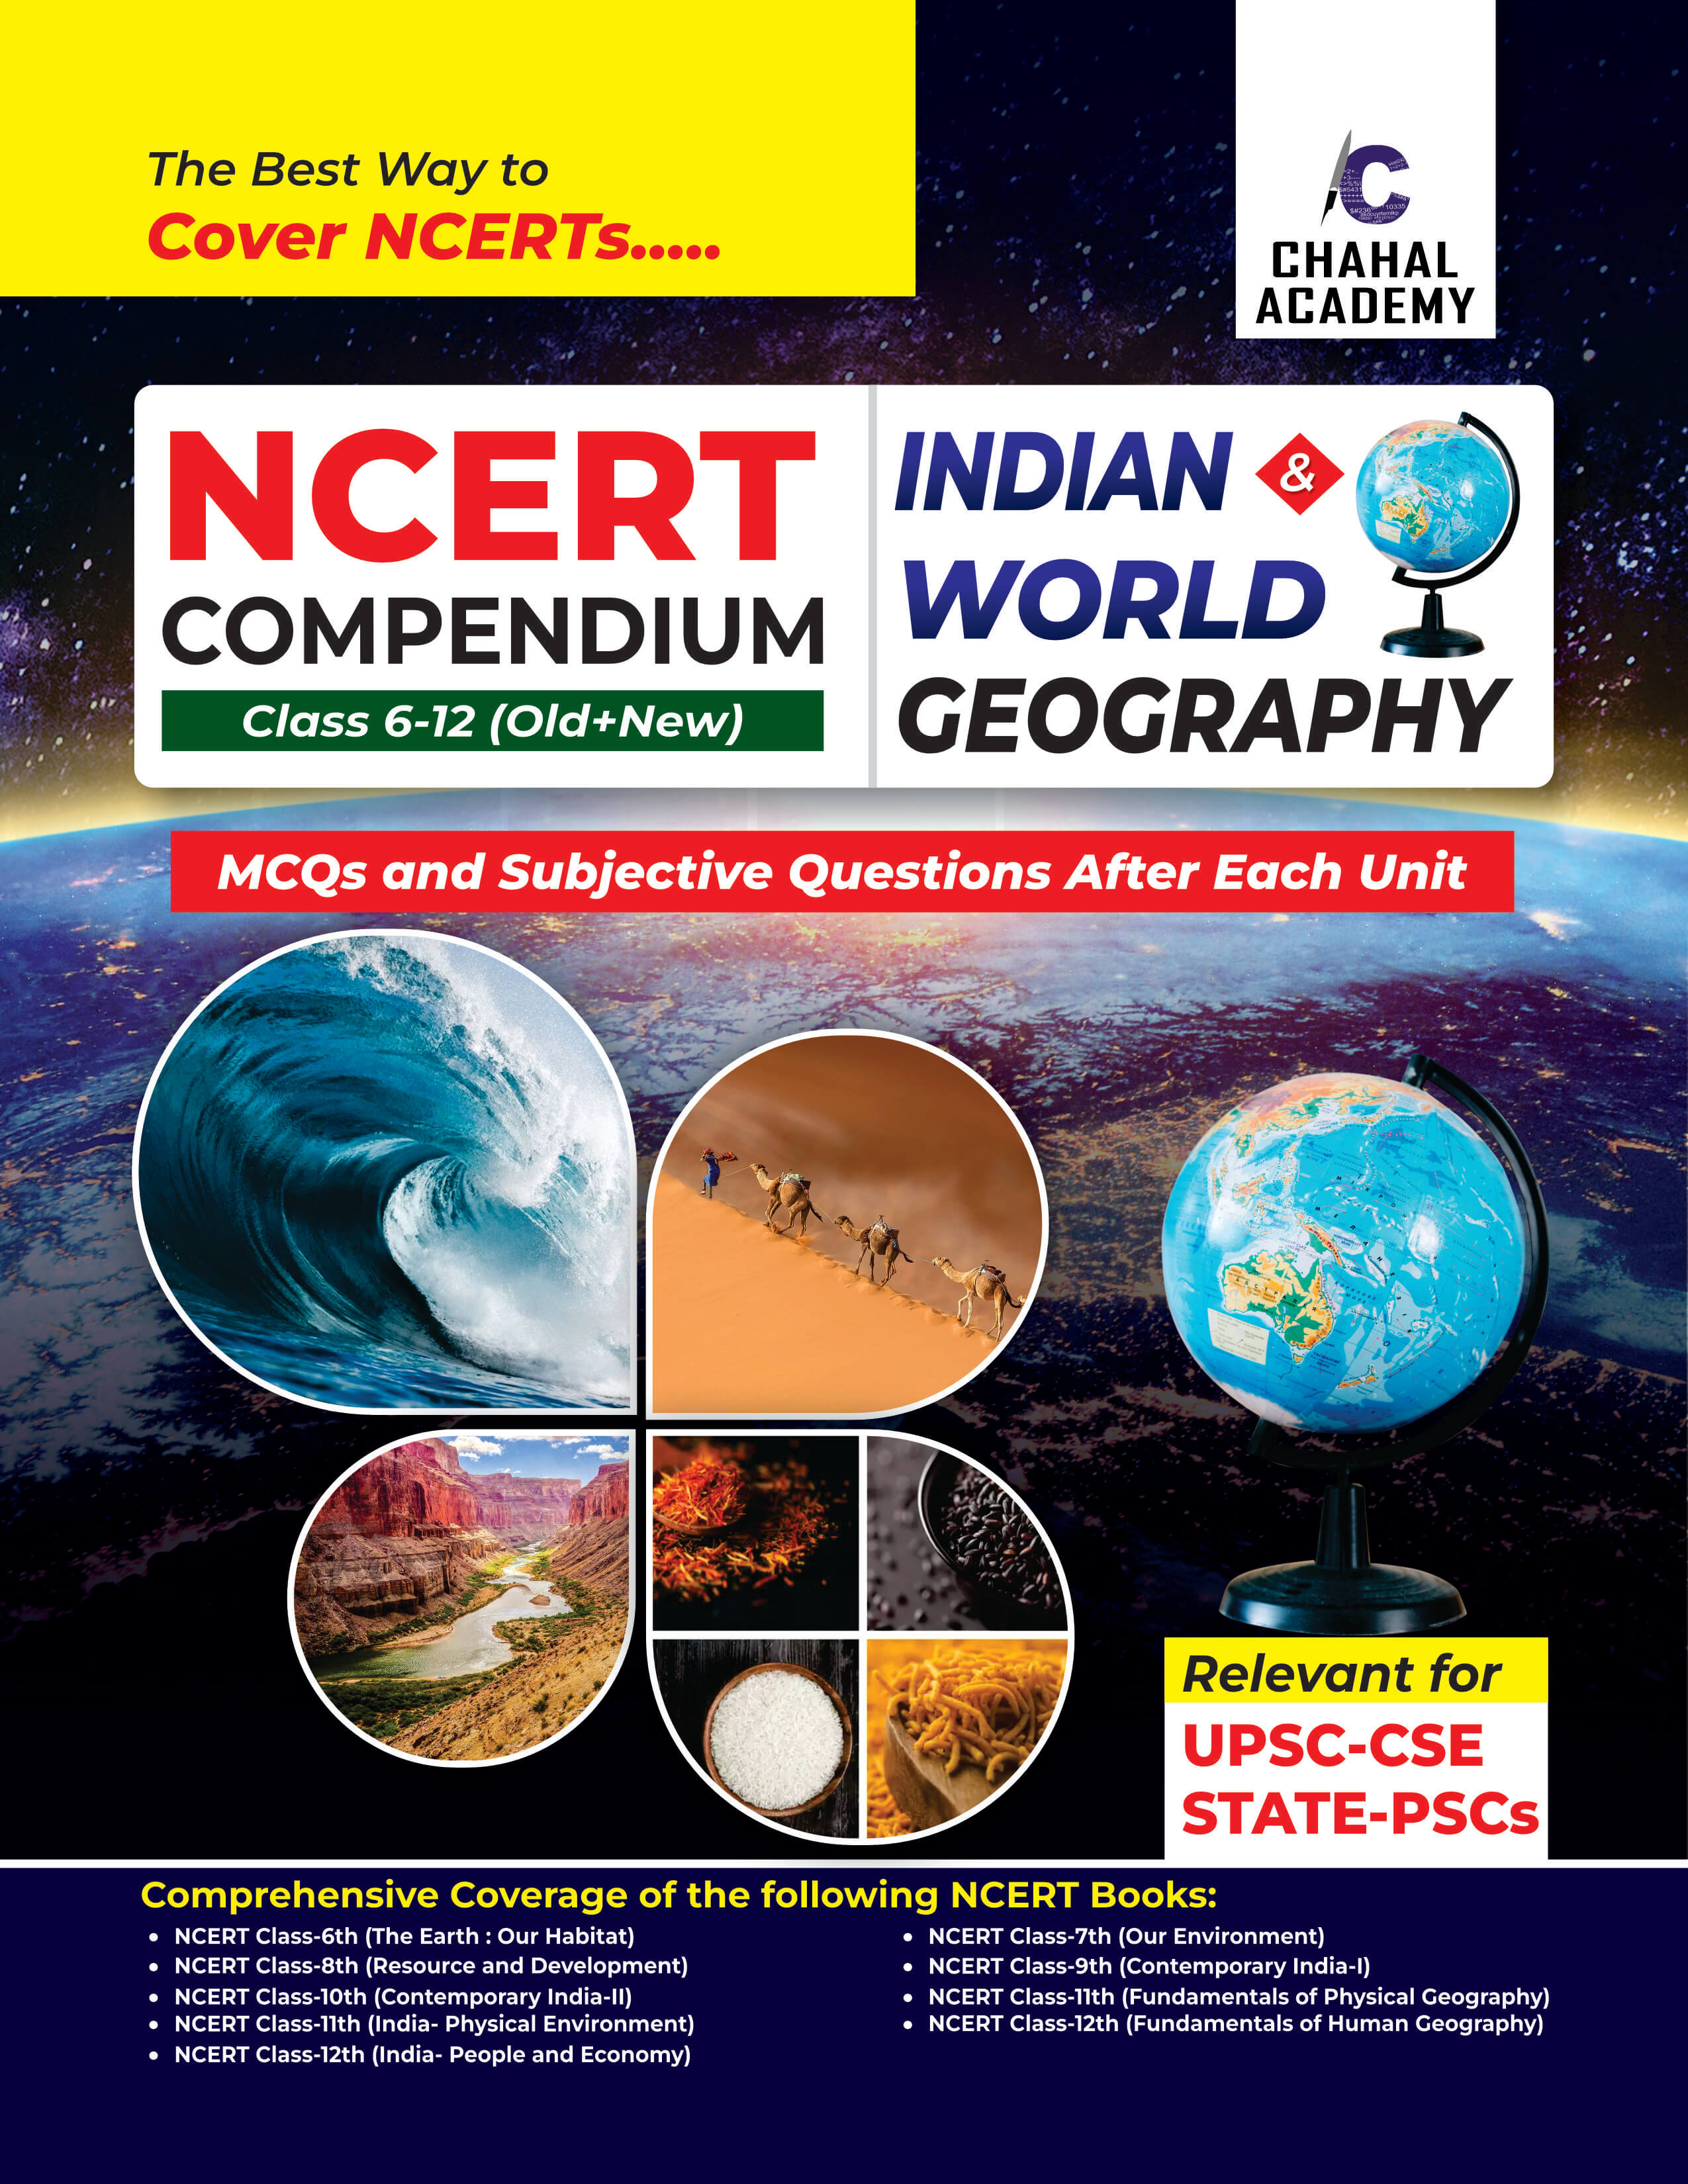 The Best Way to
Cover NCERTs.....
CHAHAL
ACADEMY
NCERT
COMPENDIUM
Class 6-12 (Old+New)
INDIAN &
WORLD
GEOGRAPHY
MCQs and Subjective Questions After Each Unit
Relevant for
UPSC-CSE
STATE-PSCs
Comprehensive Coverage of the following NCERT Books:
• NCERT Class-6th (The Earth : Our Habitat)
• NCERT Class-7th (Our Environment)
• NCERT Class-8th (Resource and Development)
• NCERT Class-9th (Contemporary India-I)
• NCERT Class-10th (Contemporary India-II)
• NCERT Class-11th (Fundamentals of Physical Geography)
• NCERT Class-11th (India- Physical Environment)
• NCERT Class-12th (Fundamentals of Human Geography)
• NCERT Class-12th (India- People and Economy)